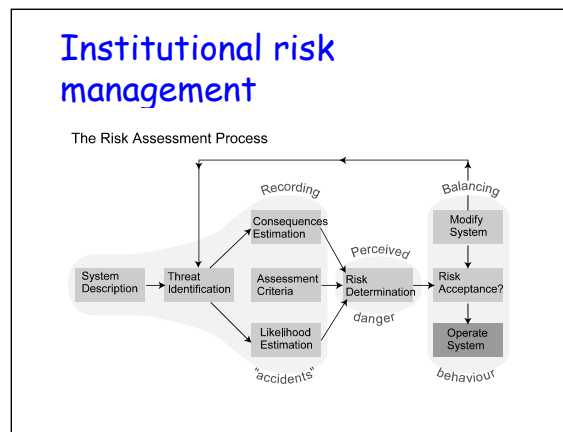 Institutional risk
management
The Risk Assessment Process
Recording
Balancing
Consequences
Estimation
Modify
System
Perceived
System
Description
Threat
Identification
Assessment
Criteria
Risk
Determination
Risk
Acceptance?
danger
Likelihood
Estimation
Operate
System
"accidents"
behaviour